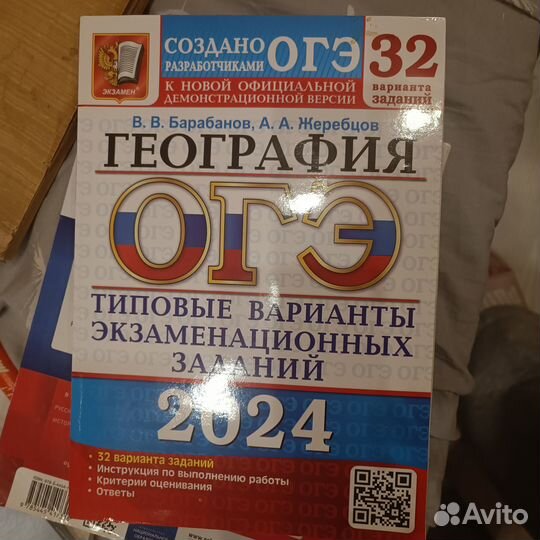 СОЗДАНО
РАЗРАБОТЧИКАМИ ОГЭ
К НОВОЙ ОФИЦИАЛЬНОЙ
ДЕМОНСТРАЦИОННОЙ ВЕРСИИ
32
варианта
заданий
ЭКЗАМЕН
В. В. Барабанов, А. А. Жеребцов
ГЕОГРАФИЯ
ОГЭ
ТИПОВЫЕ ВАРИАНТЫ
ЭКЗАМЕНАЦИОННЫХ
ЗАДАНИЙ
2024
• 32 варианта заданий
• Инструкция по выполнению работы
• Критерии оценивания
• Ответы
Avito